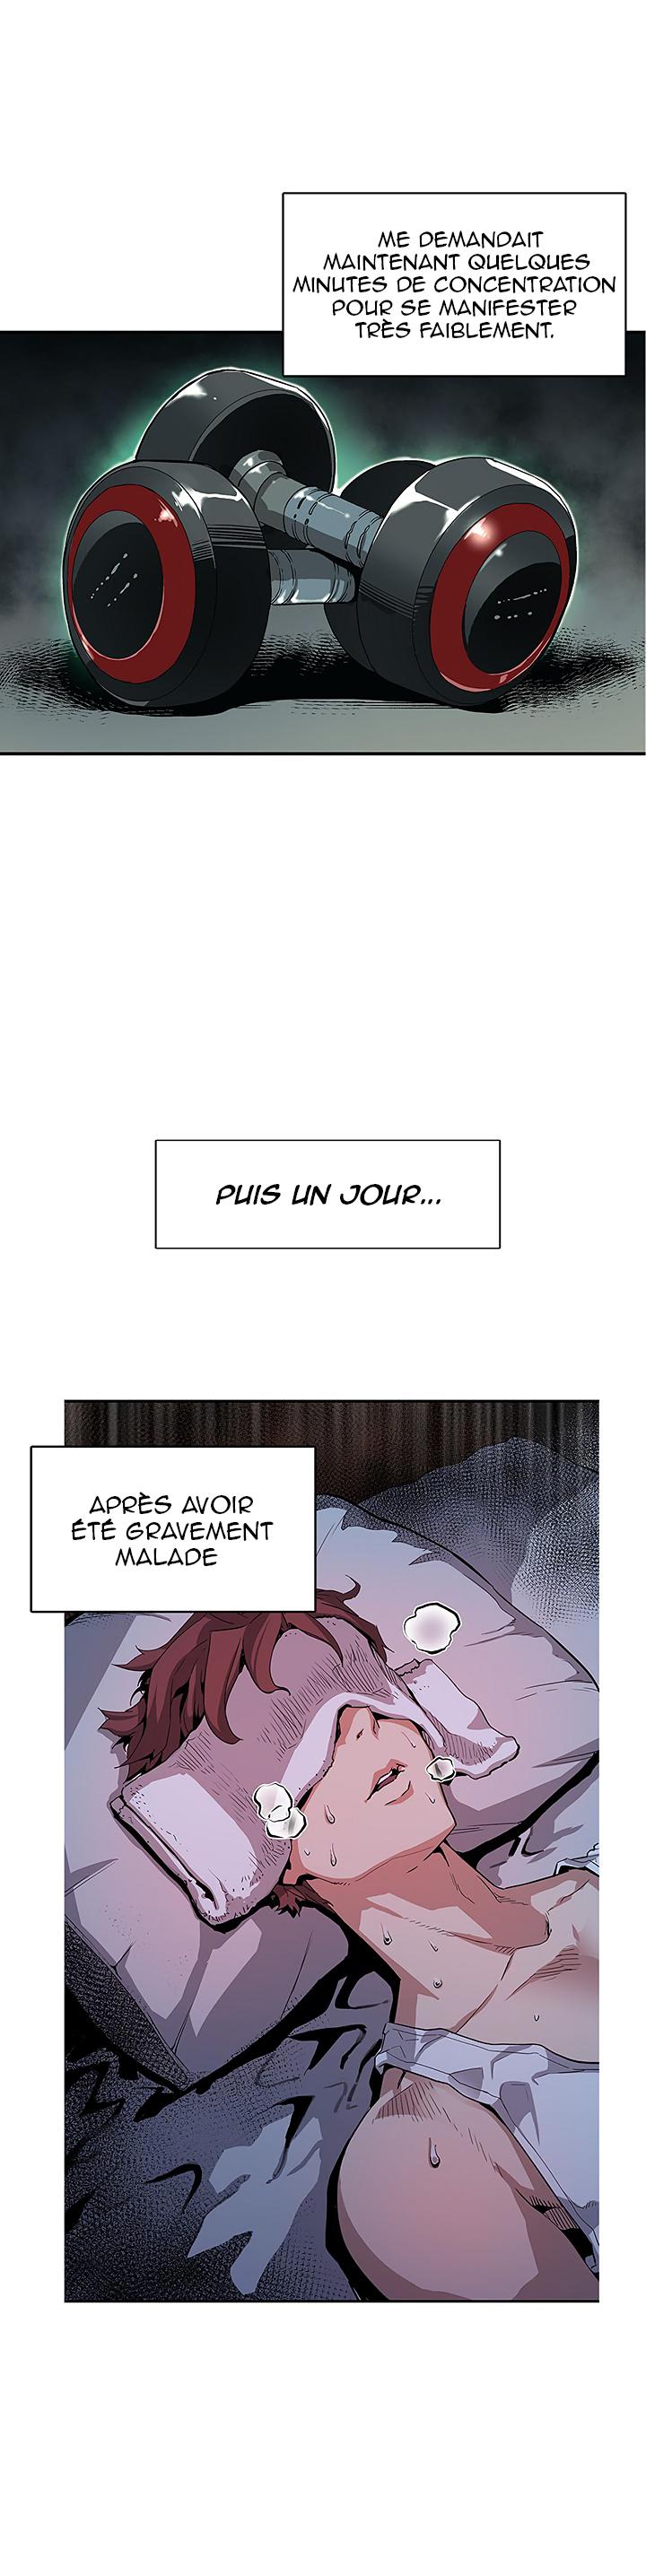 ME DEMANDAIT
MAINTENANT QUELQUES
MINUTES DE CONCENTRATION
POUR SE MANIFESTER
TRÈS FAIBLEMENT.
PUIS UN JOUR...
APRÈS AVOIR
ÉTÉ GRAVEMENT
MALADE